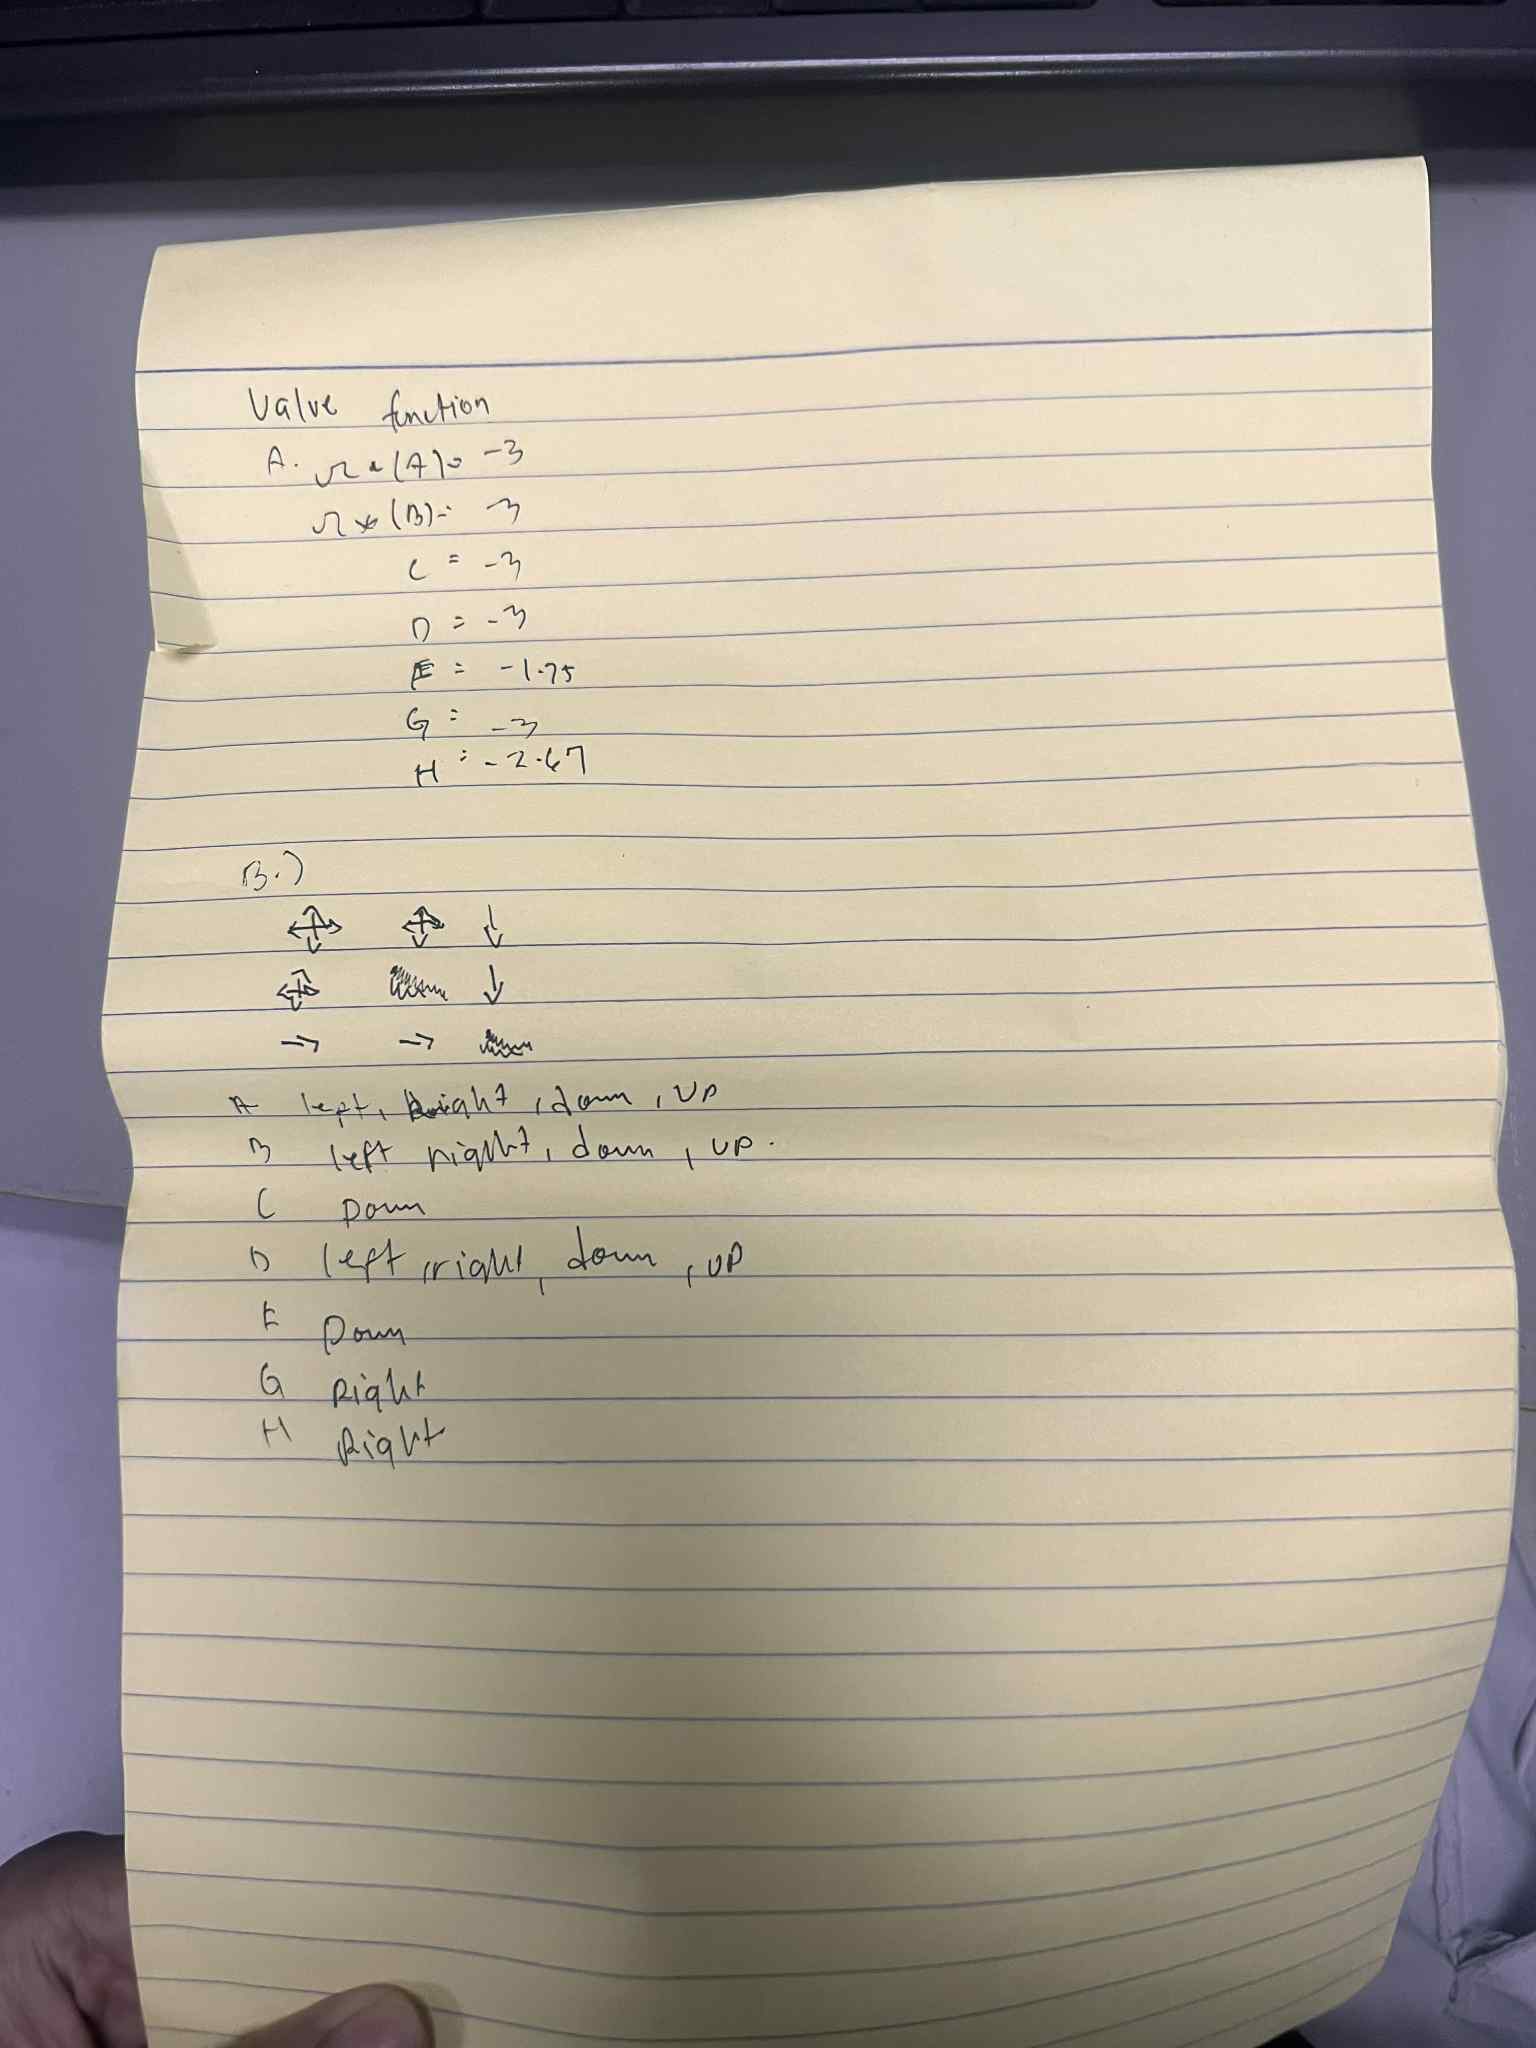 Value function
A. v*(A) = -3
v*(B) = -3
C = -3
D = -3
E = -1.75
G = -3
H = -2.67
B.)
↓
↓
→ →
A left, right, down, up
B left right, down, up.
C Down
D left, right, down, up
E Down
G Right
H Right